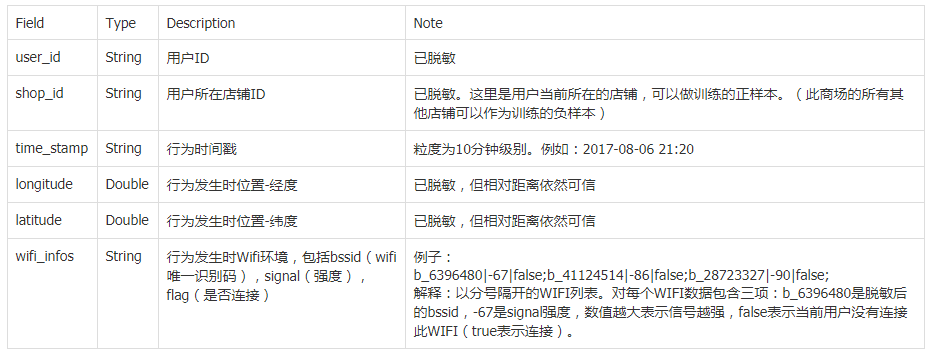 Field Type Description Note
user_id String 用户ID 已脱敏
shop_id String 用户所在店铺ID 已脱敏。这里是用户当前所在的店铺，可以做训练的正样本。（此商场的所有其
他店铺可以作为训练的负样本）
time_stamp String 行为时间戳 粒度为10分钟级别。例如：2017-08-06 21:20
longitude Double 行为发生时位置-经度 已脱敏，但相对距离依然可信
latitude Double 行为发生时位置-纬度 已脱敏，但相对距离依然可信
wifi_infos String 行为发生时Wifi环境，包括bssid（wifi
唯一识别码），signal（强度），
flag（是否连接）
例子：
b_6396480|-67|false;b_41124514|-86|false;b_28723327|-90|false;
解释：以分号隔开的WIFI列表。对每个WIFI数据包含三项：b_6396480是脱敏后
的bssid，-67是signal强度，数值越大表示信号越强，false表示当前用户没有连接
此WIFI（true表示连接）。